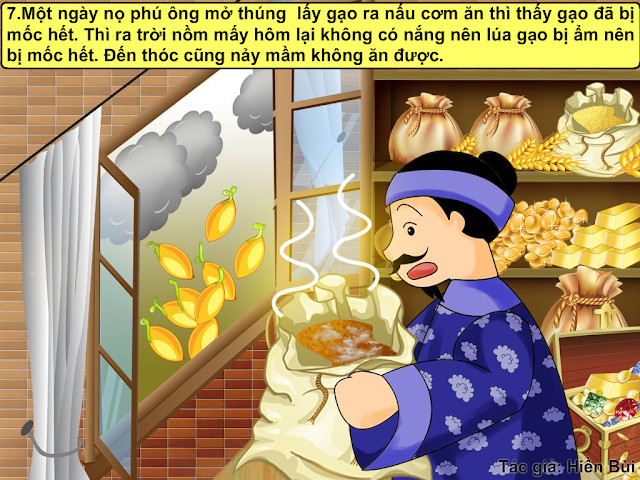 7.Một ngày nọ phú ông mở thúng  lấy gạo ra nấu cơm ăn thì thấy gạo đã bị
mốc hết. Thì ra trời nồm mấy hôm lại không có nắng nên lúa gạo bị ẩm nên
bị mốc hết. Đến thóc cũng nảy mầm không ăn được.
Tác giả: Hiền Bùi